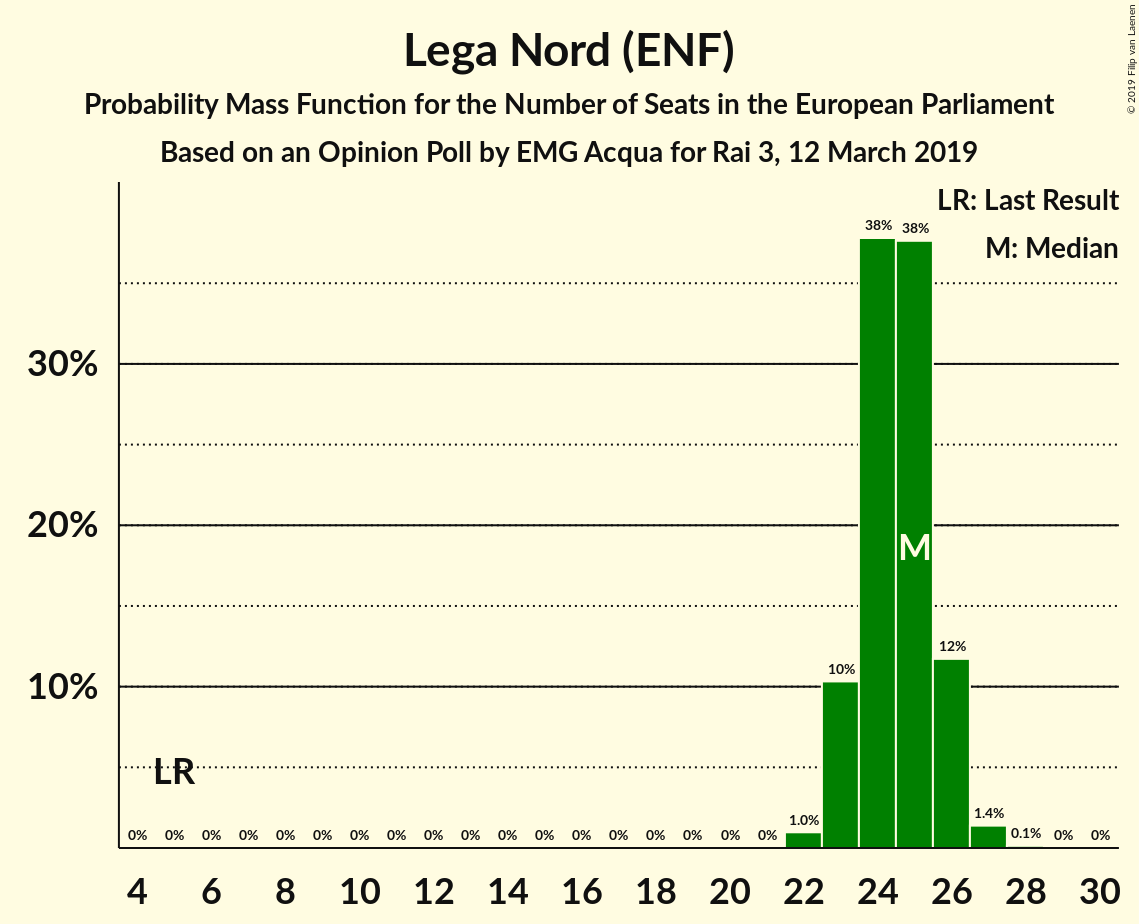 Lega Nord (ENF)
Probability Mass Function for the Number of Seats in the European Parliament
Based on an Opinion Poll by EMG Acqua for Rai 3, 12 March 2019
© 2019 Filip van Laenen
LR: Last Result
M: Median
38% 38%
30%
20%
M
12%
10%
10%
LR
1.0% 1.4%
0% 0% 0% 0% 0% 0% 0% 0% 0% 0% 0% 0% 0% 0% 0% 0% 0% 0% 0.1% 0% 0%
4 6 8 10 12 14 16 18 20 22 24 26 28 30